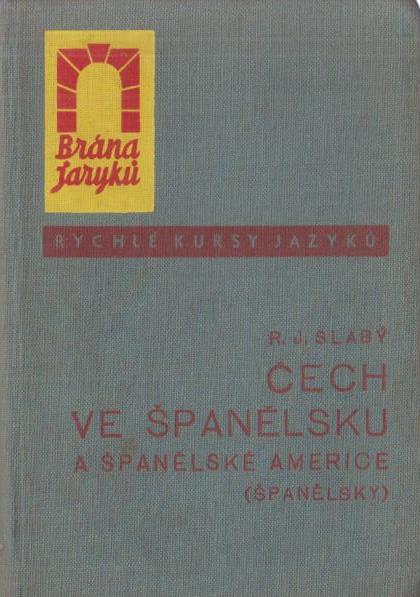 Brána
Jazyků
RYCHLÉ KURSY JAZYKŮ
R. J. SLABÝ
ČECH
VE ŠPANĚLSKU
A ŠPANĚLSKÉ AMERICE
(ŠPANĚLSKY)